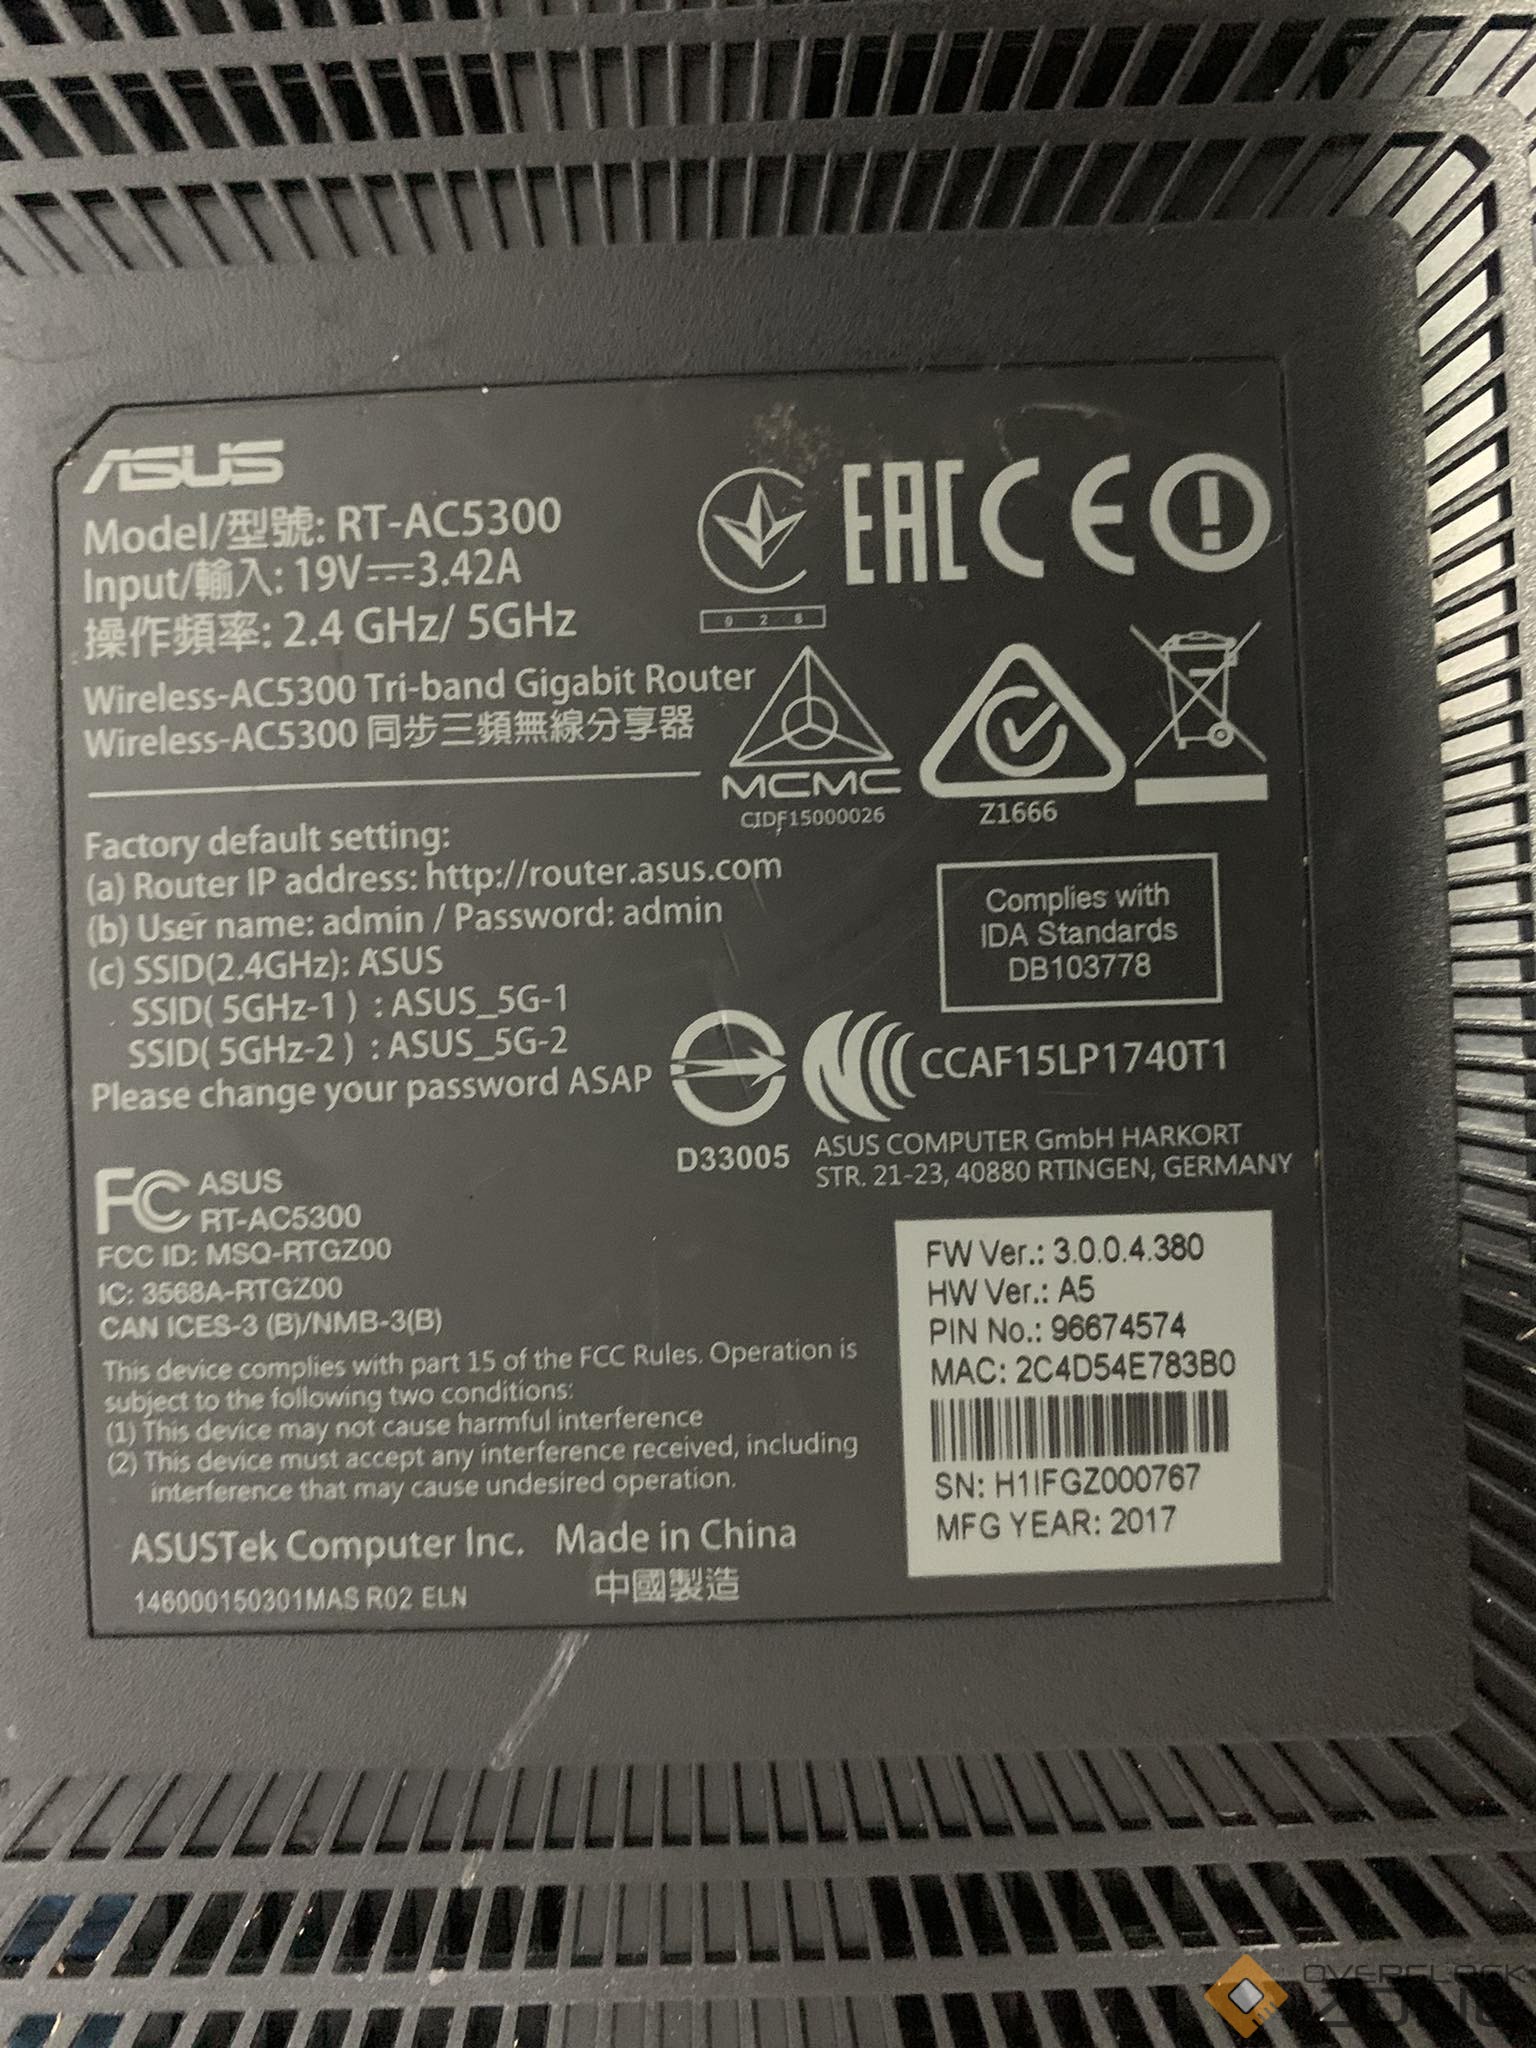 ASUS
Model/型號: RT-AC5300
Input/輸入: 19V⎓3.42A
操作頻率: 2.4 GHz/ 5GHz
Wireless-AC5300 Tri-band Gigabit Router
Wireless-AC5300 同步三頻無線分享器
EAC CE
9 2 8
MCMC
CIDF15000026
Z1666
Factory default setting:
(a) Router IP address: http://router.asus.com
(b) User name: admin / Password: admin
(c) SSID(2.4GHz): ASUS
SSID( 5GHz-1 ) : ASUS_5G-1
SSID( 5GHz-2 ) : ASUS_5G-2
Please change your password ASAP
Complies with
IDA Standards
DB103778
CCAF15LP1740T1
D33005
ASUS COMPUTER GmbH HARKORT
STR. 21-23, 40880 RTINGEN, GERMANY
FC ASUS
RT-AC5300
FCC ID: MSQ-RTGZ00
IC: 3568A-RTGZ00
CAN ICES-3 (B)/NMB-3(B)
This device complies with part 15 of the FCC Rules. Operation is
subject to the following two conditions:
(1) This device may not cause harmful interference
(2) This device must accept any interference received, including
interference that may cause undesired operation.
ASUSTek Computer Inc. Made in China
中國製造
146000150301MAS R02 ELN
FW Ver.: 3.0.0.4.380
HW Ver.: A5
PIN No.: 96674574
MAC: 2C4D54E783B0
SN: H1IFGZ000767
MFG YEAR: 2017
OVERCLOCK
ZONE